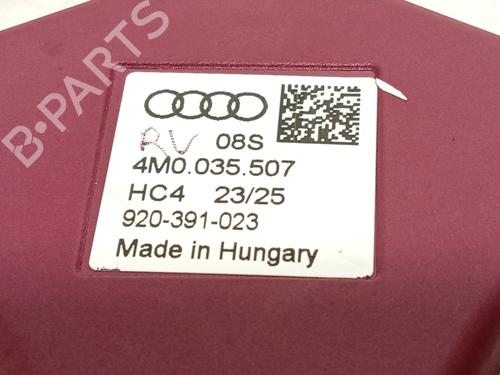 B-PARTS
RV 08S
4M0.035.507
HC4 23/25
920-391-023
Made in Hungary